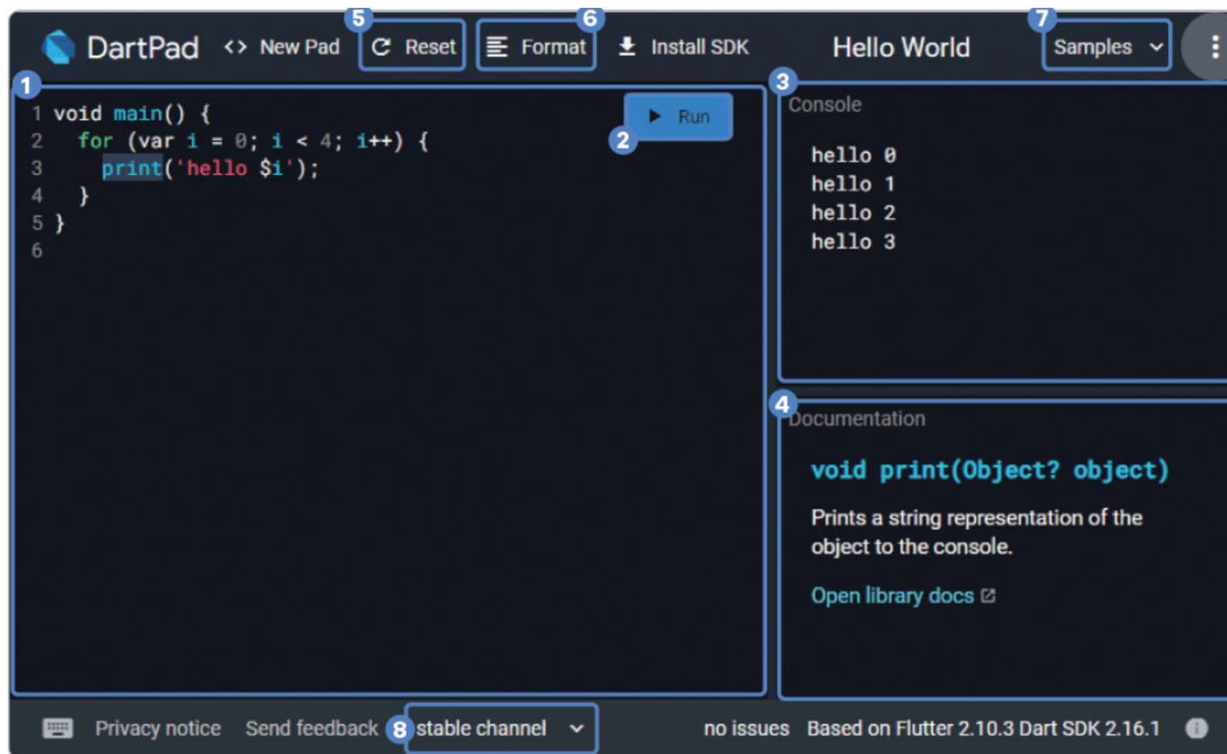 5 6 7
DartPad <> New Pad Reset Format Install SDK Hello World Samples
1
1 void main() {
2   for (var i = 0; i < 4; i++) {
3     print('hello $i');
4   }
5 }
6
2 Run
3
Console
hello 0
hello 1
hello 2
hello 3
4
Documentation
void print(Object? object)
Prints a string representation of the
object to the console.
Open library docs
Privacy notice Send feedback 8 stable channel no issues Based on Flutter 2.10.3 Dart SDK 2.16.1